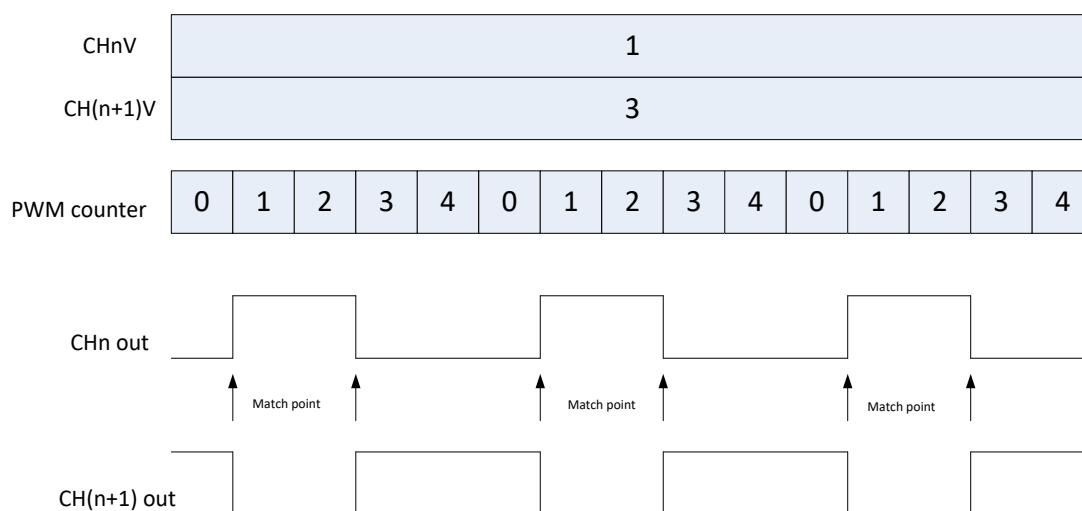 CHnV 1
CH(n+1)V 3
PWM counter 0 1 2 3 4 0 1 2 3 4 0 1 2 3 4
CHn out
Match point Match point Match point
CH(n+1) out